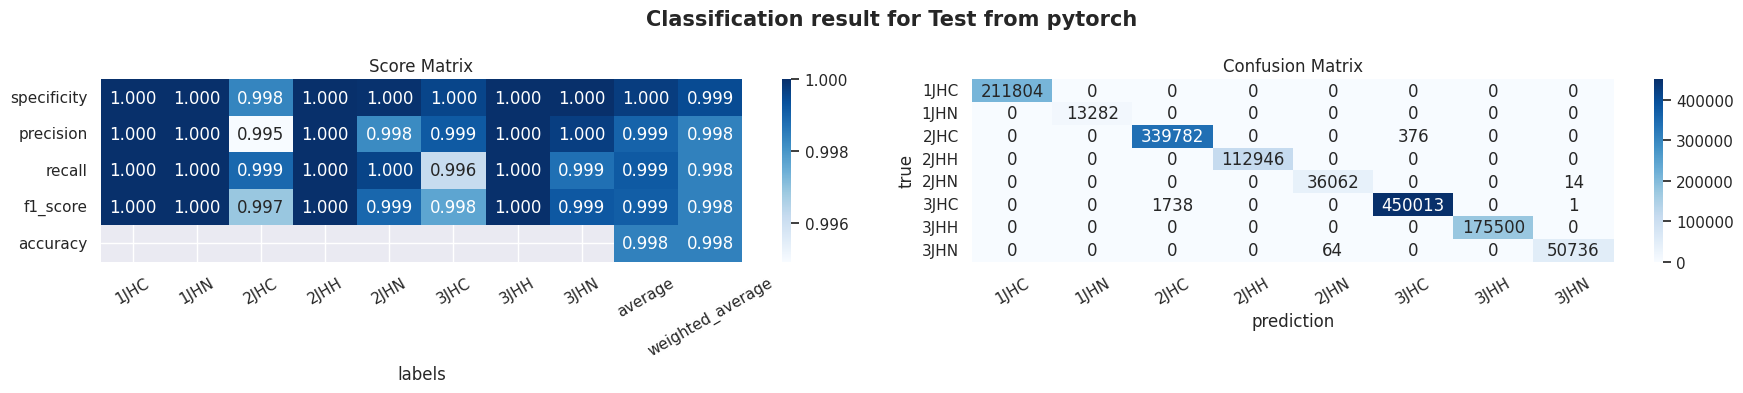 Classification result for Test from pytorch
Score Matrix
specificity 1.000 1.000 0.998 1.000 1.000 1.000 1.000 1.000 1.000 0.999
precision 1.000 1.000 0.995 1.000 0.998 0.999 1.000 1.000 0.999 0.998
recall 1.000 1.000 0.999 1.000 1.000 0.996 1.000 0.999 0.999 0.998
f1_score 1.000 1.000 0.997 1.000 0.999 0.998 1.000 0.999 0.999 0.998
accuracy 0.998 0.998
1JHC 1JHN 2JHC 2JHH 2JHN 3JHC 3JHH 3JHN average weighted_average
labels
1.000
0.998
0.996
Confusion Matrix
true
1JHC 211804 0 0 0 0 0 0 0
1JHN 0 13282 0 0 0 0 0 0
2JHC 0 0 339782 0 0 376 0 0
2JHH 0 0 0 112946 0 0 0 0
2JHN 0 0 0 0 36062 0 0 14
3JHC 0 0 1738 0 0 450013 0 1
3JHH 0 0 0 0 0 0 175500 0
3JHN 0 0 0 0 64 0 0 50736
1JHC 1JHN 2JHC 2JHH 2JHN 3JHC 3JHH 3JHN
prediction
400000
300000
200000
100000
0